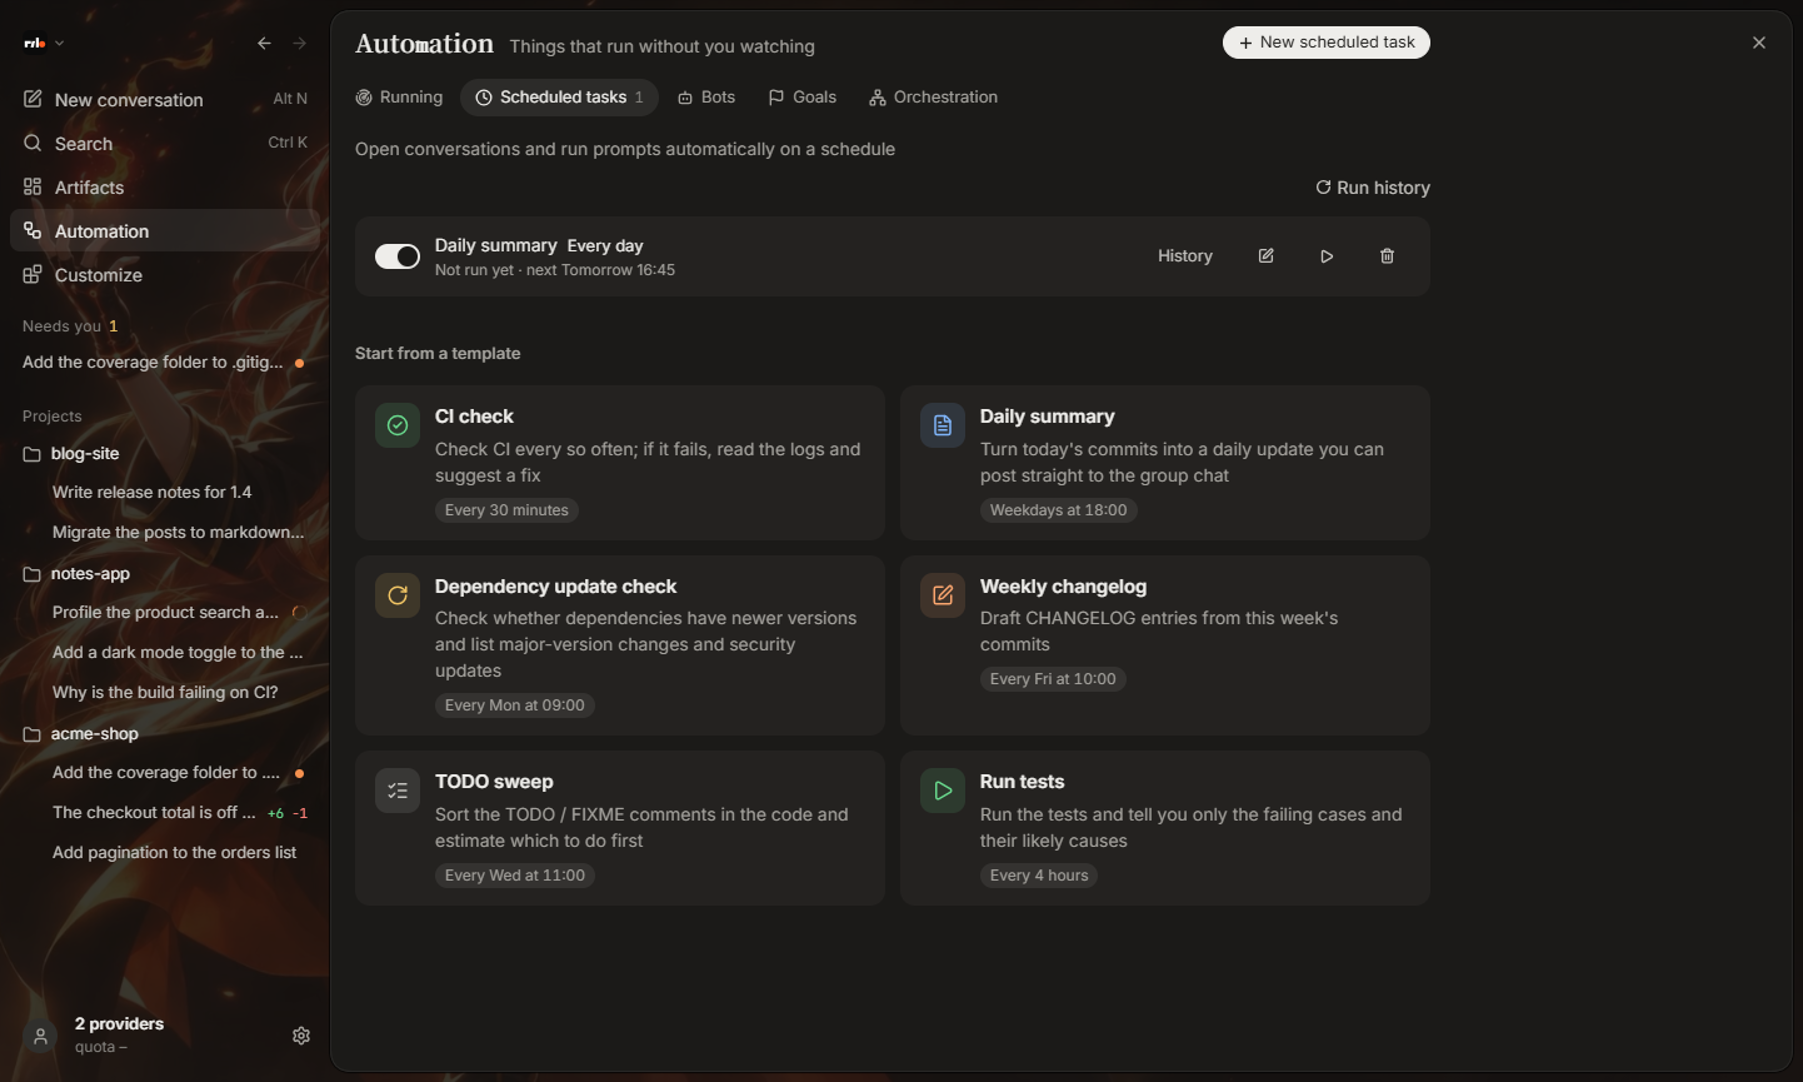 New conversation Alt N
Search Ctrl K
Artifacts
Automation
Customize
Needs you 1
Add the coverage folder to .gitig...
Projects
blog-site
Write release notes for 1.4
Migrate the posts to markdown...
notes-app
Profile the product search a...
Add a dark mode toggle to the ...
Why is the build failing on CI?
acme-shop
Add the coverage folder to ....
The checkout total is off ... +6 -1
Add pagination to the orders list
2 providers
quota –
Automation Things that run without you watching
+ New scheduled task
Running Scheduled tasks 1 Bots Goals Orchestration
Open conversations and run prompts automatically on a schedule
Run history
Daily summary Every day
Not run yet · next Tomorrow 16:45
History
Start from a template
CI check
Check CI every so often; if it fails, read the logs and
suggest a fix
Every 30 minutes
Daily summary
Turn today's commits into a daily update you can
post straight to the group chat
Weekdays at 18:00
Dependency update check
Check whether dependencies have newer versions
and list major-version changes and security
updates
Every Mon at 09:00
Weekly changelog
Draft CHANGELOG entries from this week's
commits
Every Fri at 10:00
TODO sweep
Sort the TODO / FIXME comments in the code and
estimate which to do first
Every Wed at 11:00
Run tests
Run the tests and tell you only the failing cases and
their likely causes
Every 4 hours